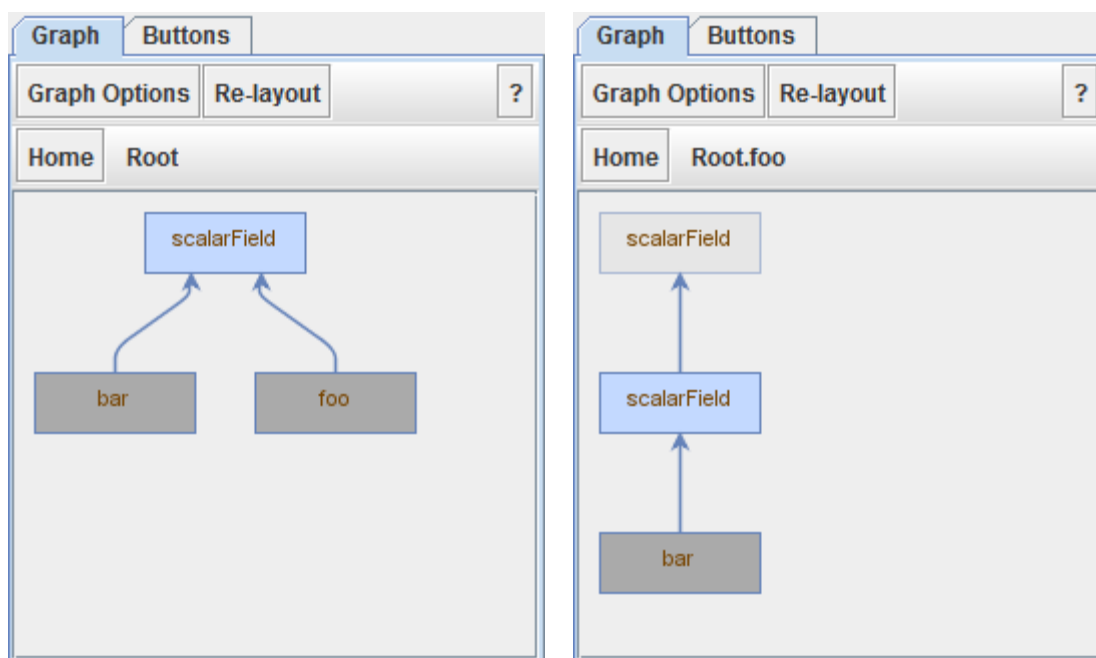 Graph Buttons
Graph Options Re-layout ?
Home Root
scalarField
bar foo
Graph Buttons
Graph Options Re-layout ?
Home Root.foo
scalarField
scalarField
bar